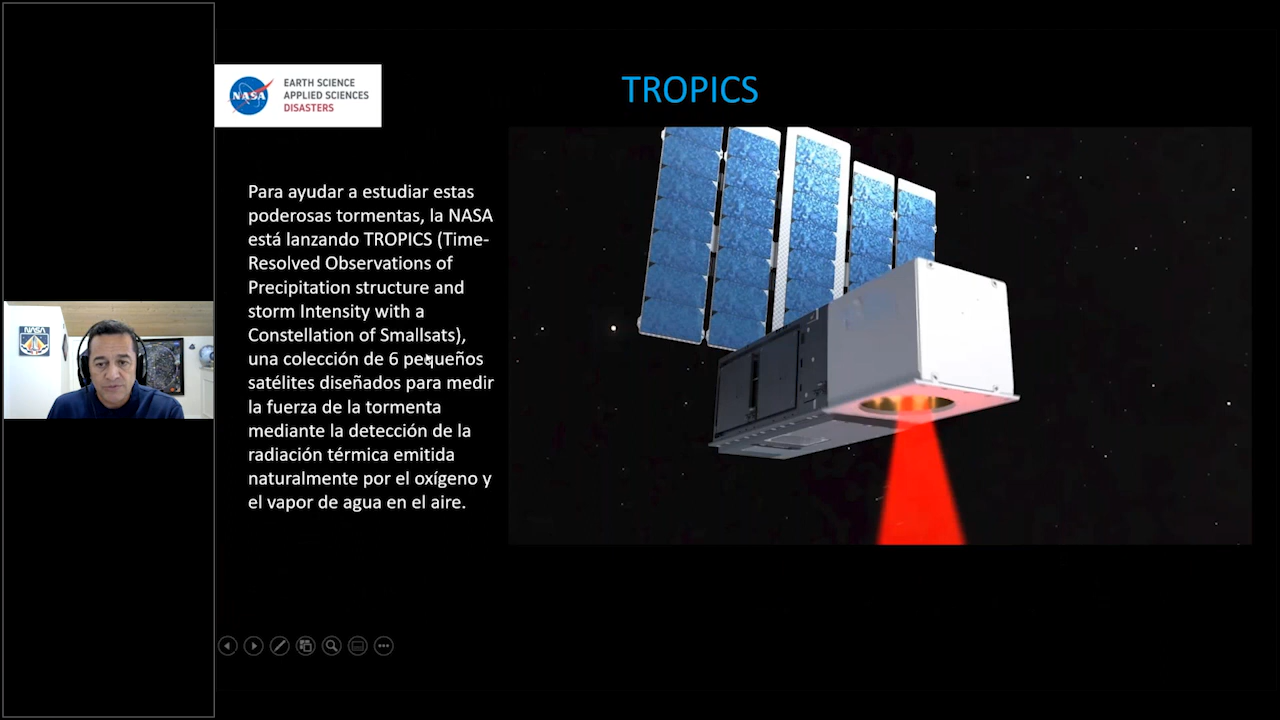 NASA
EARTH SCIENCE
APPLIED SCIENCES
DISASTERS
TROPICS
Para ayudar a estudiar estas
poderosas tormentas, la NASA
está lanzando TROPICS (Time-
Resolved Observations of
Precipitation structure and
storm Intensity with a
Constellation of Smallsats),
una colección de 6 pequeños
satélites diseñados para medir
la fuerza de la tormenta
mediante la detección de la
radiación térmica emitida
naturalmente por el oxígeno y
el vapor de agua en el aire.
NASA